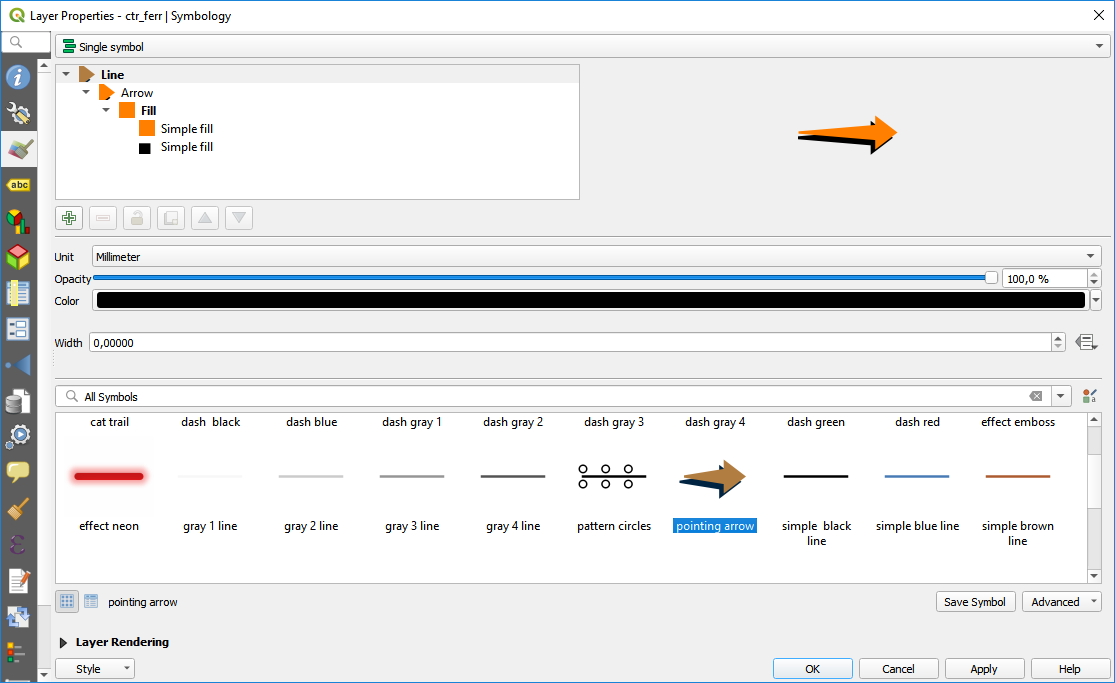 Layer Properties - ctr_ferr | Symbology
Single symbol
Line
Arrow
Fill
Simple fill
Simple fill
abc
Unit
Millimeter
Opacity
100,0 %
Color
Width
0,00000
All Symbols
cat trail
dash  black
dash blue
dash gray 1
dash gray 2
dash gray 3
dash gray 4
dash green
dash red
effect emboss
effect neon
gray 1 line
gray 2 line
gray 3 line
gray 4 line
pattern circles
pointing arrow
simple  black
line
simple blue line
simple brown
line
pointing arrow
Save Symbol
Advanced
Layer Rendering
Style
OK
Cancel
Apply
Help